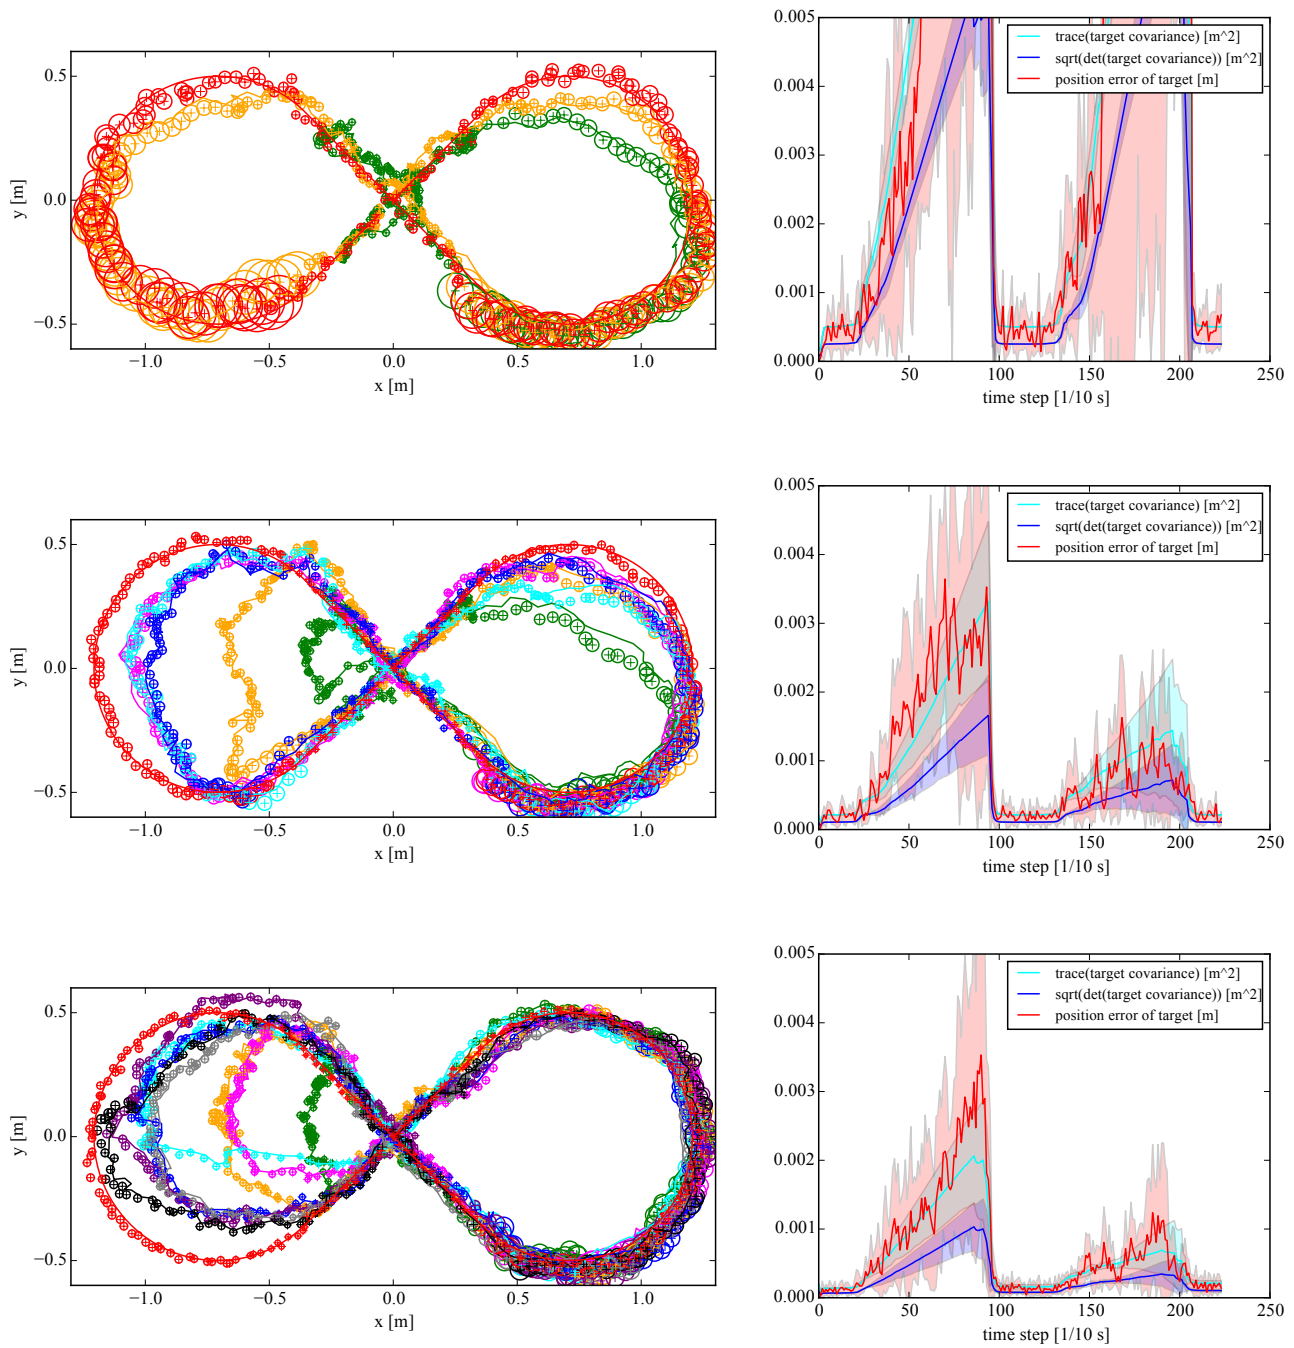 0.5
0.0
−0.5
y [m]
−1.0 −0.5 0.0 0.5 1.0
x [m]
0.005
0.004
0.003
0.002
0.001
0.000
trace(target covariance) [m^2]
sqrt(det(target covariance)) [m^2]
position error of target [m]
0 50 100 150 200 250
time step [1/10 s]
0.5
0.0
−0.5
y [m]
−1.0 −0.5 0.0 0.5 1.0
x [m]
0.005
0.004
0.003
0.002
0.001
0.000
trace(target covariance) [m^2]
sqrt(det(target covariance)) [m^2]
position error of target [m]
0 50 100 150 200 250
time step [1/10 s]
0.5
0.0
−0.5
y [m]
−1.0 −0.5 0.0 0.5 1.0
x [m]
0.005
0.004
0.003
0.002
0.001
0.000
trace(target covariance) [m^2]
sqrt(det(target covariance)) [m^2]
position error of target [m]
0 50 100 150 200 250
time step [1/10 s]